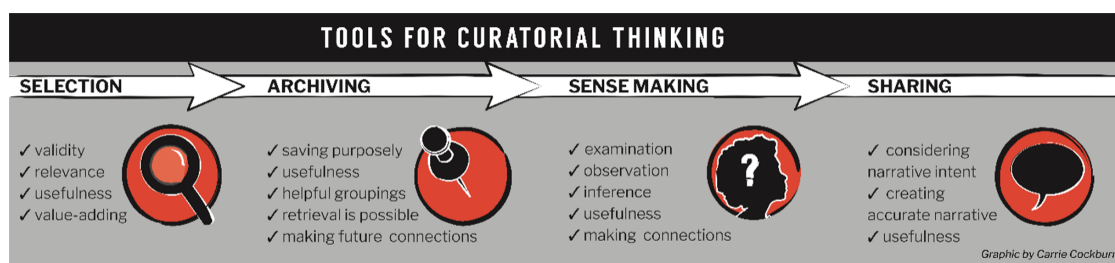 TOOLS FOR CURATORIAL THINKING
SELECTION
✓ validity
✓ relevance
✓ usefulness
✓ value-adding
ARCHIVING
✓ saving purposely
✓ usefulness
✓ helpful groupings
✓ retrieval is possible
✓ making future connections
SENSE MAKING
✓ examination
✓ observation
✓ inference
✓ usefulness
✓ making connections
?
SHARING
✓ considering
narrative intent
✓ creating
accurate narrative
✓ usefulness
Graphic by Carrie Cockburn